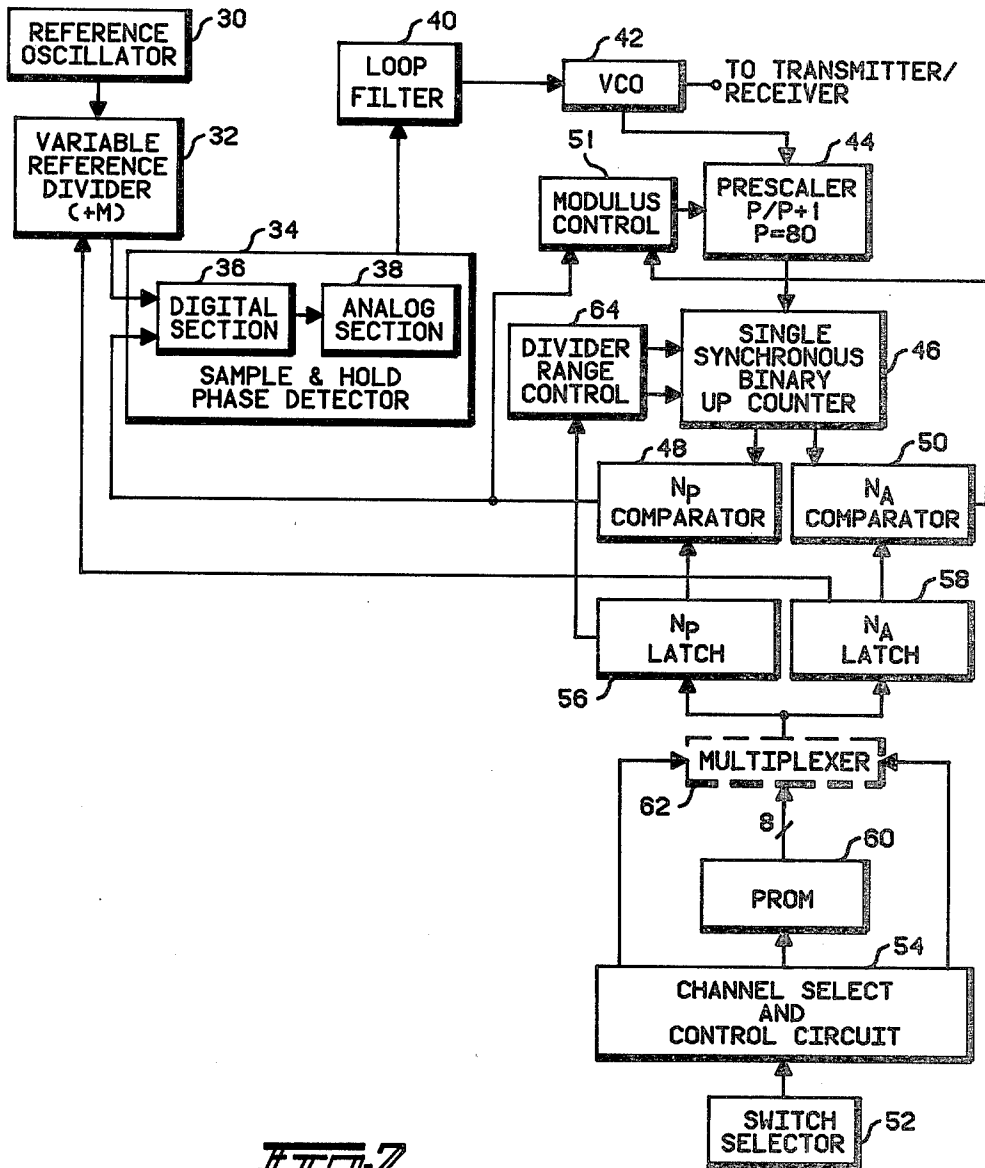 REFERENCE
OSCILLATOR
30
40
LOOP
FILTER
42
VCO
TO TRANSMITTER/
RECEIVER
VARIABLE
REFERENCE
DIVIDER
(÷M)
32
51
MODULUS
CONTROL
44
PRESCALER
P/P+1
P=80
34
36
DIGITAL
SECTION
38
ANALOG
SECTION
SAMPLE & HOLD
PHASE DETECTOR
64
DIVIDER
RANGE
CONTROL
SINGLE
SYNCHRONOUS
BINARY
UP COUNTER
46
48
NP
COMPARATOR
50
NA
COMPARATOR
NP
LATCH
56
58
NA
LATCH
MULTIPLEXER
62
8
60
PROM
54
CHANNEL SELECT
AND
CONTROL CIRCUIT
SWITCH
SELECTOR
52